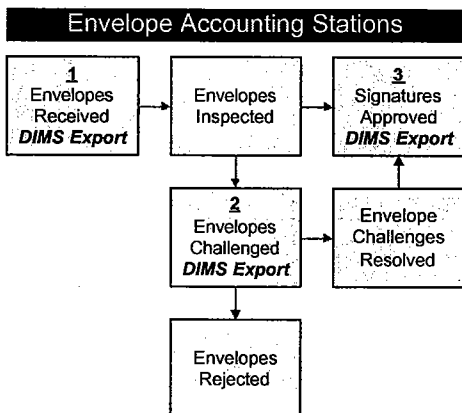 Envelope Accounting Stations
1
Envelopes
Received
DIMS Export
Envelopes
Inspected
3
Signatures
Approved
DIMS Export
2
Envelopes
Challenged
DIMS Export
Envelope
Challenges
Resolved
Envelopes
Rejected